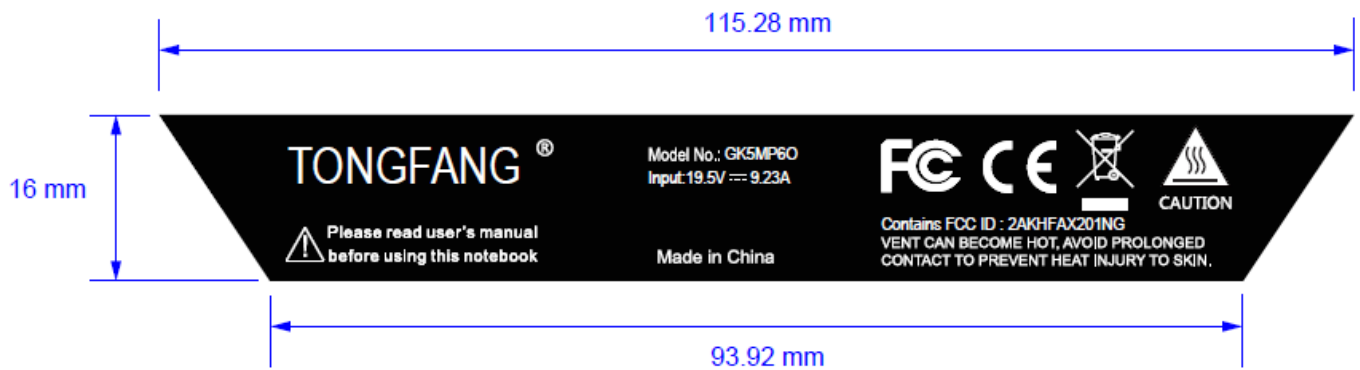 115.28 mm
16 mm
TONGFANG ®
Please read user's manual
before using this notebook
Model No.: GK5MP6O
Input:19.5V ⎓ 9.23A
Made in China
FC CE
CAUTION
Contains FCC ID : 2AKHFAX201NG
VENT CAN BECOME HOT, AVOID PROLONGED
CONTACT TO PREVENT HEAT INJURY TO SKIN.
93.92 mm